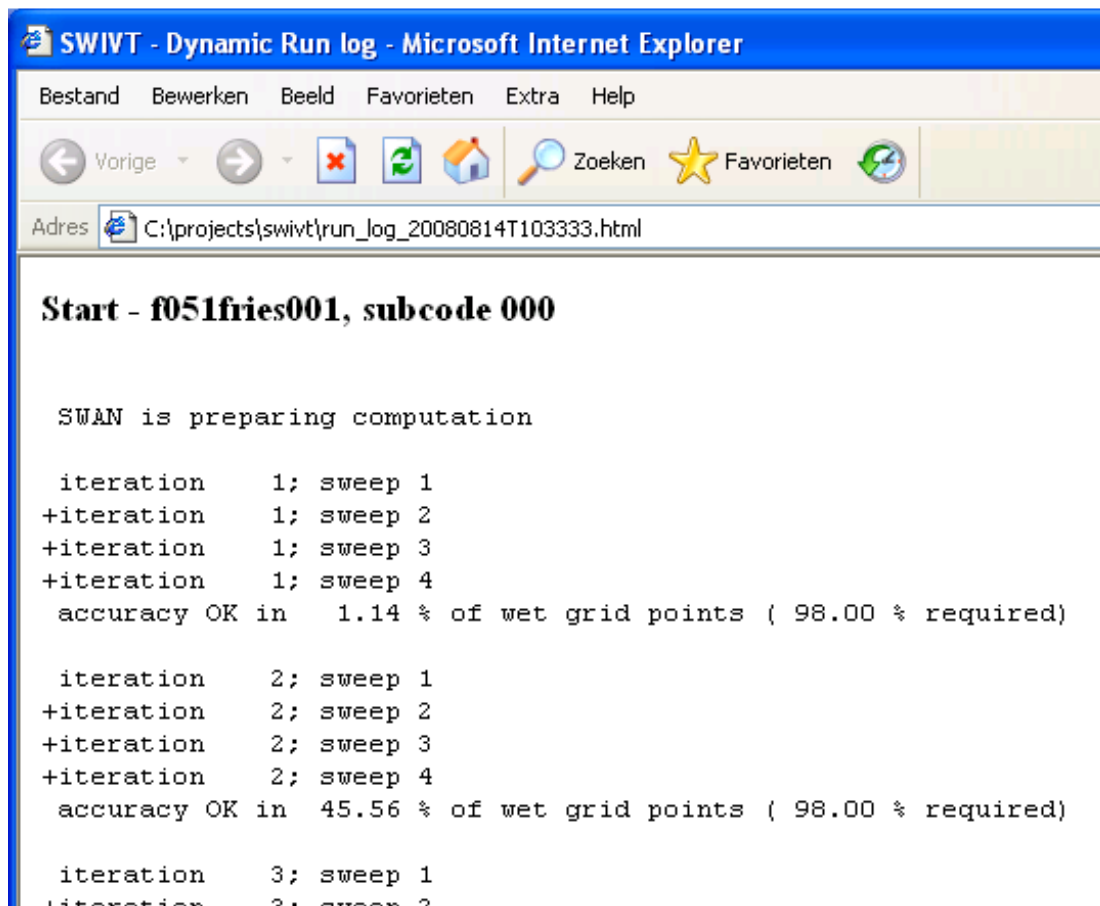 SWIVT - Dynamic Run log - Microsoft Internet Explorer
Bestand Bewerken Beeld Favorieten Extra Help
Vorige Zoeken Favorieten
Adres C:\projects\swivt\run_log_20080814T103333.html
Start - f051fries001, subcode 000
SWAN is preparing computation
iteration 1; sweep 1
+iteration 1; sweep 2
+iteration 1; sweep 3
+iteration 1; sweep 4
accuracy OK in 1.14 % of wet grid points ( 98.00 % required)
iteration 2; sweep 1
+iteration 2; sweep 2
+iteration 2; sweep 3
+iteration 2; sweep 4
accuracy OK in 45.56 % of wet grid points ( 98.00 % required)
iteration 3; sweep 1
+iteration 3; sweep 2